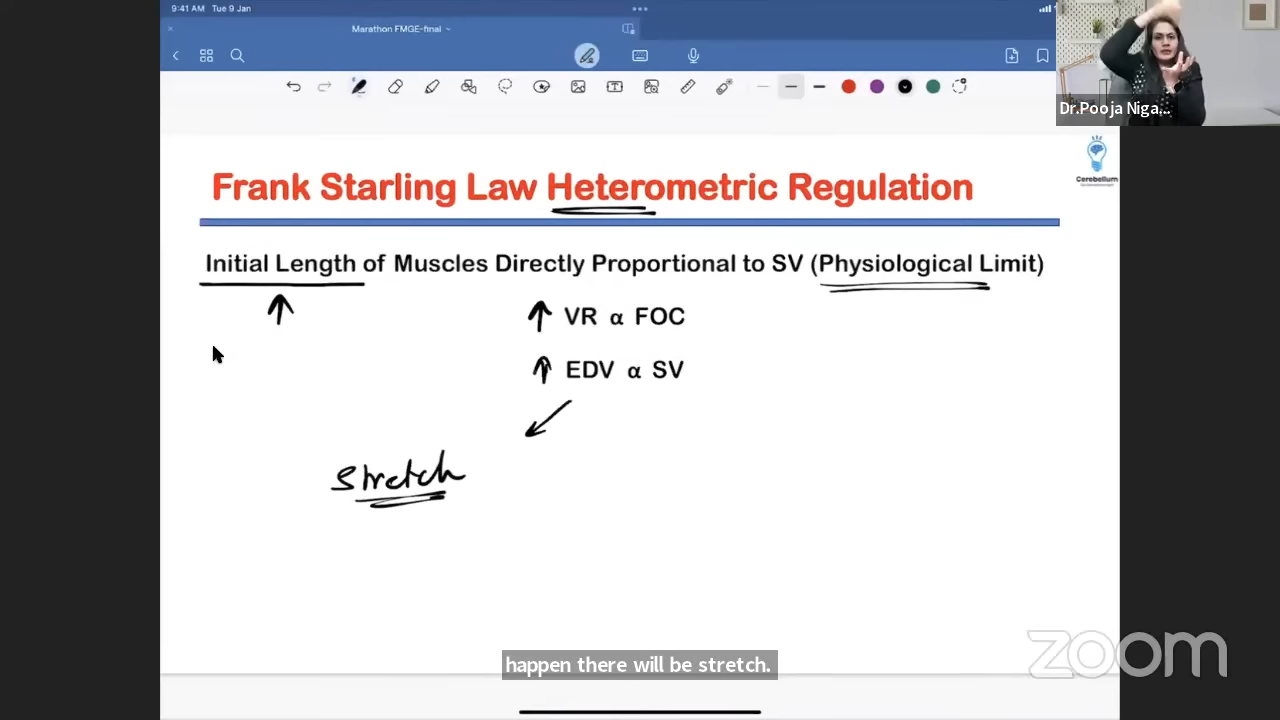 9:41 AM Tue 9 Jan
Marathon FMGE-final
Dr.Pooja Niga...
Cerebellum
Frank Starling Law Heterometric Regulation
Initial Length of Muscles Directly Proportional to SV (Physiological Limit)
↑ ↑ VR α FOC
↑ EDV α SV
Stretch
zoom
happen there will be stretch.